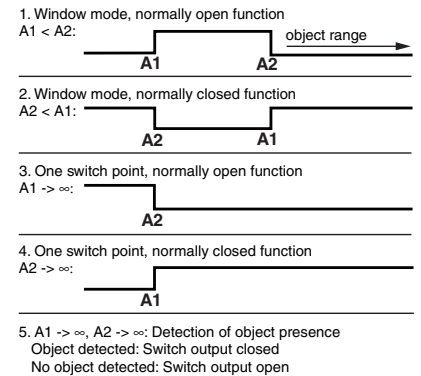 1. Window mode, normally open function
A1 < A2:
object range
A1
A2
2. Window mode, normally closed function
A2 < A1:
A2
A1
3. One switch point, normally open function
A1 -> ∞:
A2
4. One switch point, normally closed function
A2 -> ∞:
A1
5. A1 -> ∞, A2 -> ∞: Detection of object presence
Object detected: Switch output closed
No object detected: Switch output open